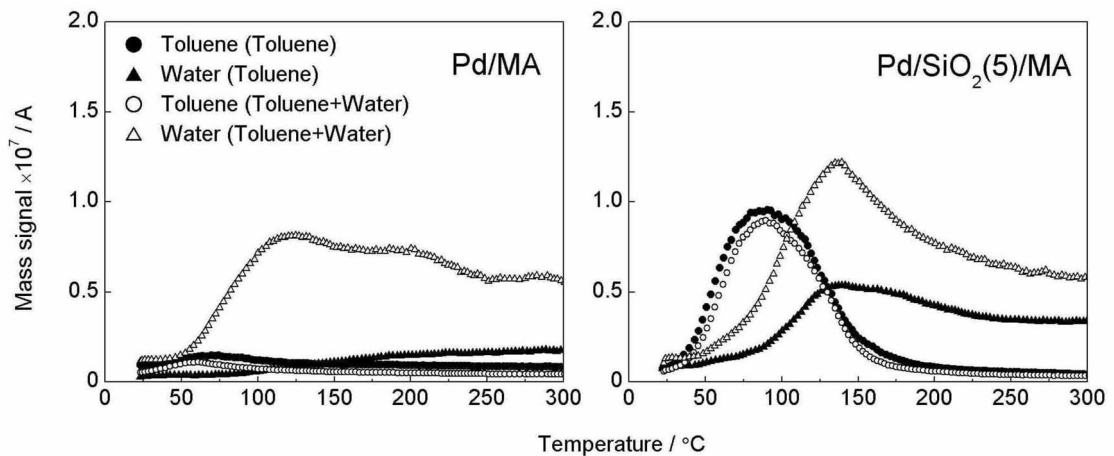 2.0
Toluene (Toluene)
Water (Toluene)
Toluene (Toluene+Water)
Water (Toluene+Water)
Pd/MA
1.5
1.0
0.5
0
0 50 100 150 200 250 300
2.0
Pd/SiO2(5)/MA
1.5
1.0
0.5
0
0 50 100 150 200 250 300
Mass signal ×10^7 / A
Temperature / °C